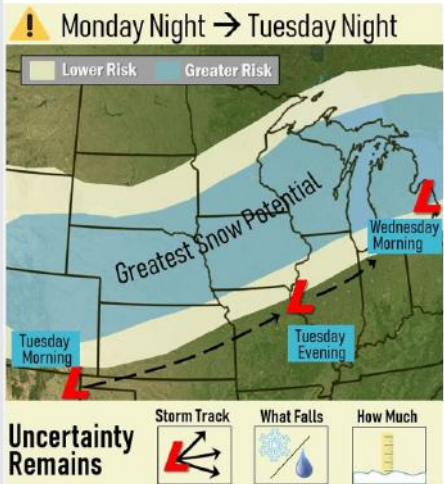 Monday Night → Tuesday Night
Lower Risk
Greater Risk
Greatest Snow Potential
L
Wednesday
Morning
L
Tuesday
Evening
Tuesday
Morning
L
Uncertainty
Remains
Storm Track
L
What Falls
How Much